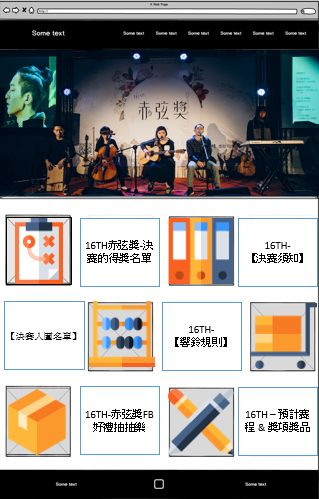 A Web Page
http://
Some text
Some text Some text Some text Some text Some text Some text
赤弦獎
16TH赤弦獎-決
賽的得獎名單
16TH-
【決賽須知】
【決賽入圍名單】
16TH-
【響鈴規則】
16TH-赤弦獎FB
好禮抽抽樂
16TH－預計賽
程 & 獎項獎品
Some text
Some text